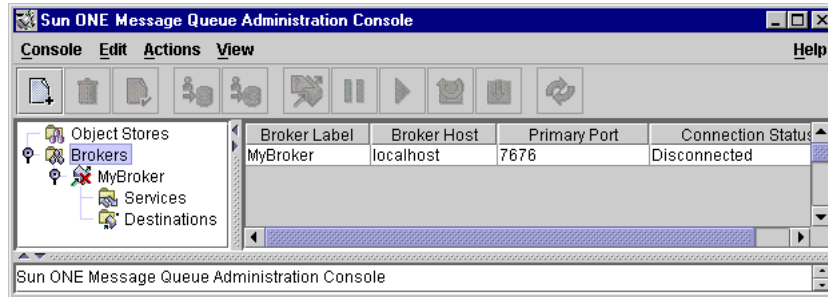 Sun ONE Message Queue Administration Console
Console Edit Actions View Help
Object Stores
Brokers
MyBroker
Services
Destinations
Broker Label Broker Host Primary Port Connection Status
MyBroker localhost 7676 Disconnected
Sun ONE Message Queue Administration Console